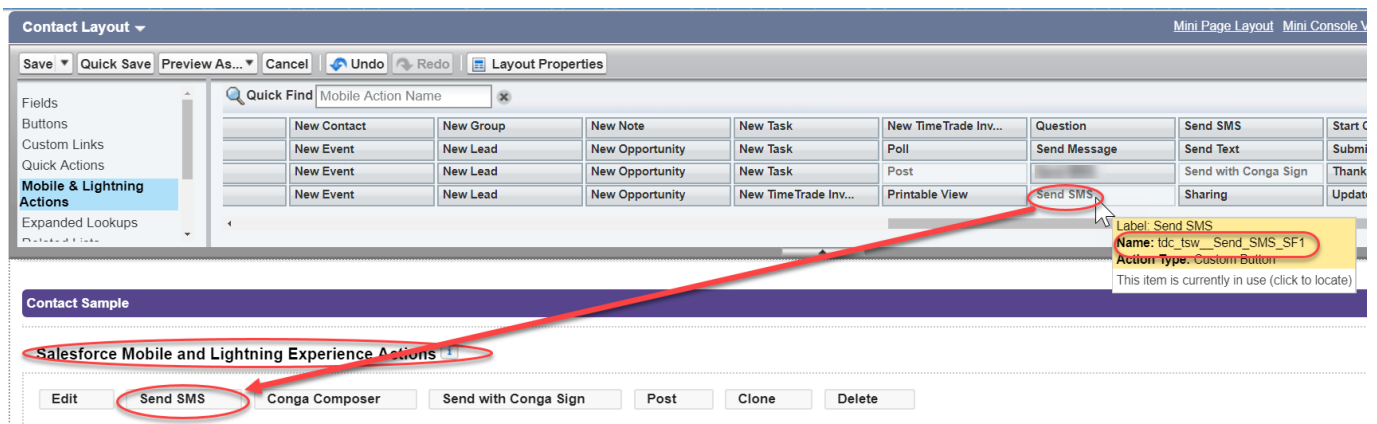 Contact Layout
Mini Page Layout Mini Console V
Save Quick Save Preview As... Cancel Undo Redo Layout Properties
Fields
Buttons
Custom Links
Quick Actions
Mobile & Lightning
Actions
Expanded Lookups
Related Lists
Quick Find Mobile Action Name
New Contact New Group New Note New Task New TimeTrade Inv... Question Send SMS Start C
New Event New Lead New Opportunity New Task Poll Send Message Send Text Submi
New Event New Lead New Opportunity New Task Post Send with Conga Sign Thank
New Event New Lead New Opportunity New TimeTrade Inv... Printable View Send SMS Sharing Update
Label: Send SMS
Name: tdc_tsw__Send_SMS_SF1
Action Type: Custom Button
This item is currently in use (click to locate)
Contact Sample
Salesforce Mobile and Lightning Experience Actions i
Edit Send SMS Conga Composer Send with Conga Sign Post Clone Delete